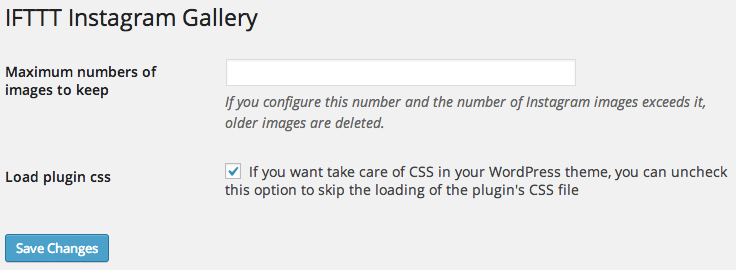 IFTTT Instagram Gallery
Maximum numbers of
images to keep
If you configure this number and the number of Instagram images exceeds it,
older images are deleted.
Load plugin css
If you want take care of CSS in your WordPress theme, you can uncheck
this option to skip the loading of the plugin's CSS file
Save Changes